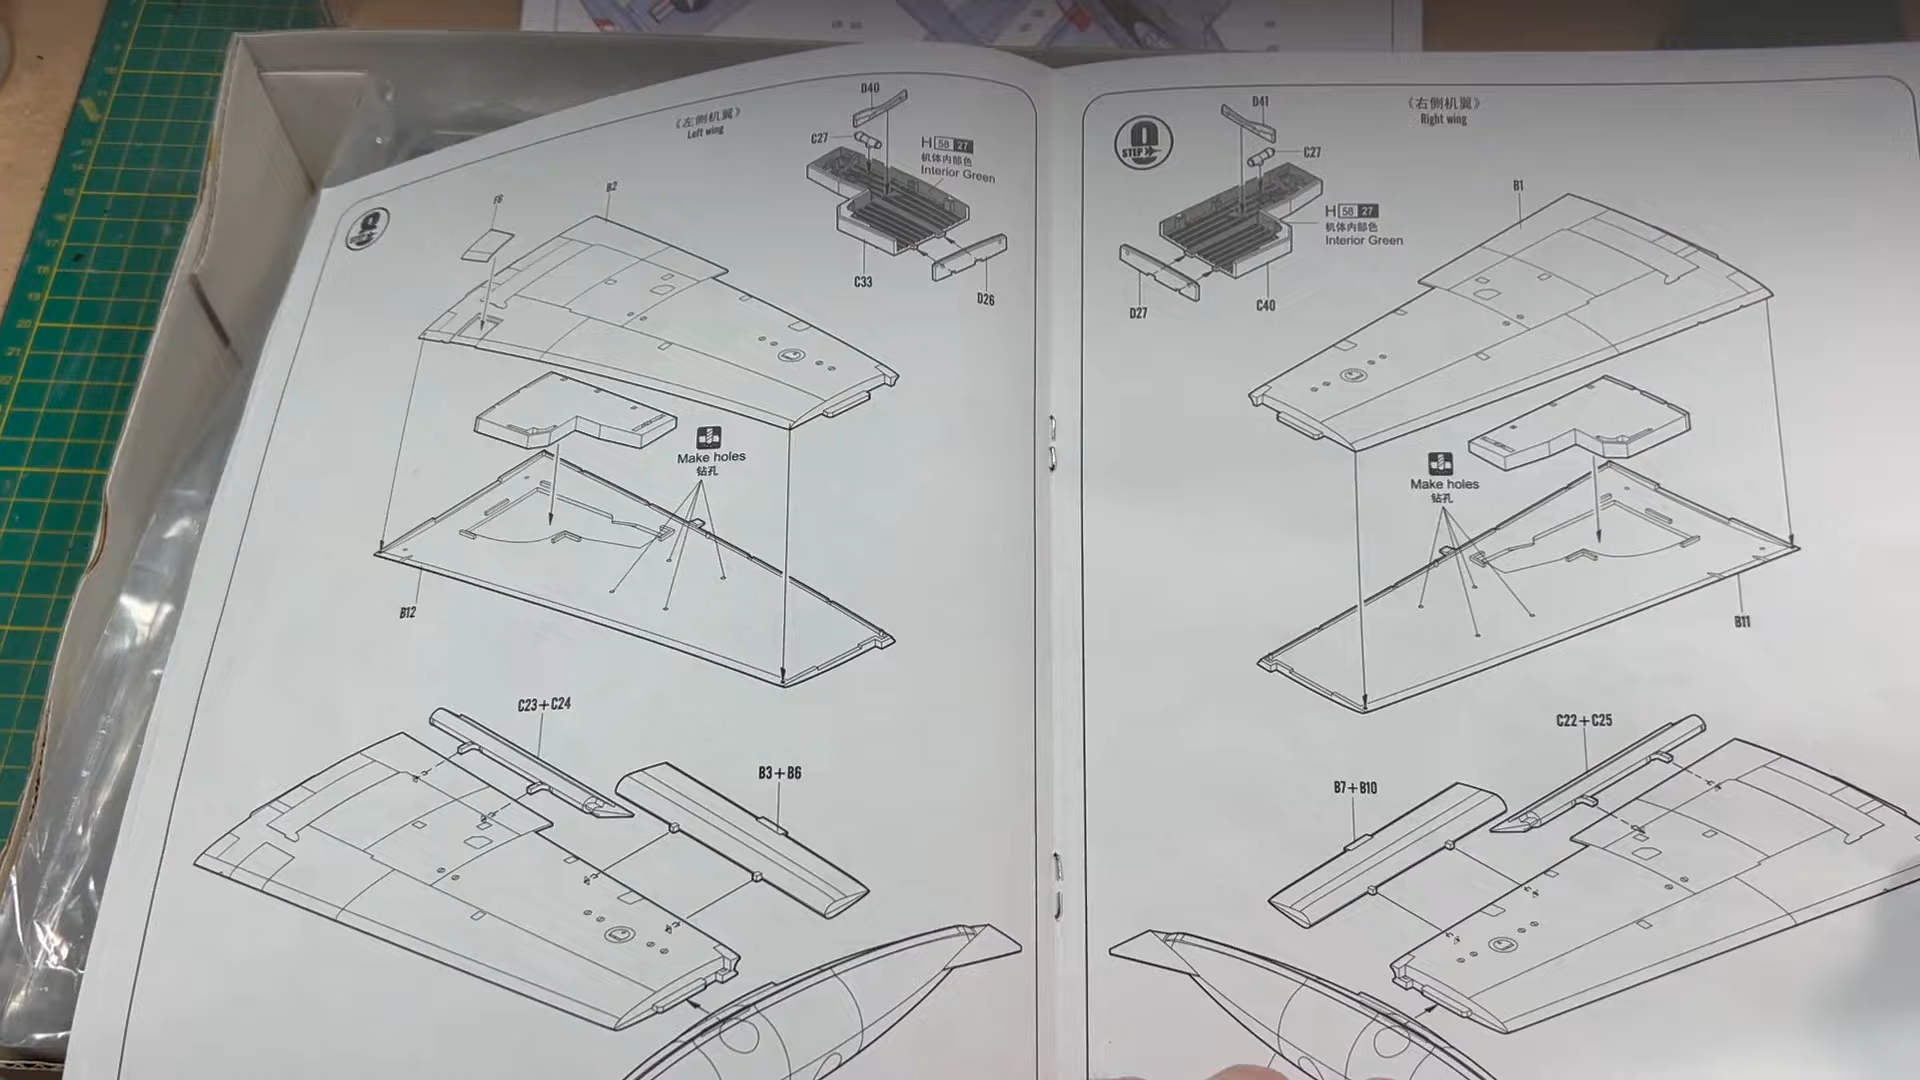 《左侧机翼》
Left wing
D40
C27
H 58 27
机体内部色
Interior Green
F6
B2
C33
D26
Make holes
钻孔
B12
C23+C24
B3+B6
STEP
《右侧机翼》
Right wing
D41
C27
B1
H 58 27
机体内部色
Interior Green
D27
C40
Make holes
钻孔
B11
C22+C25
B7+B10